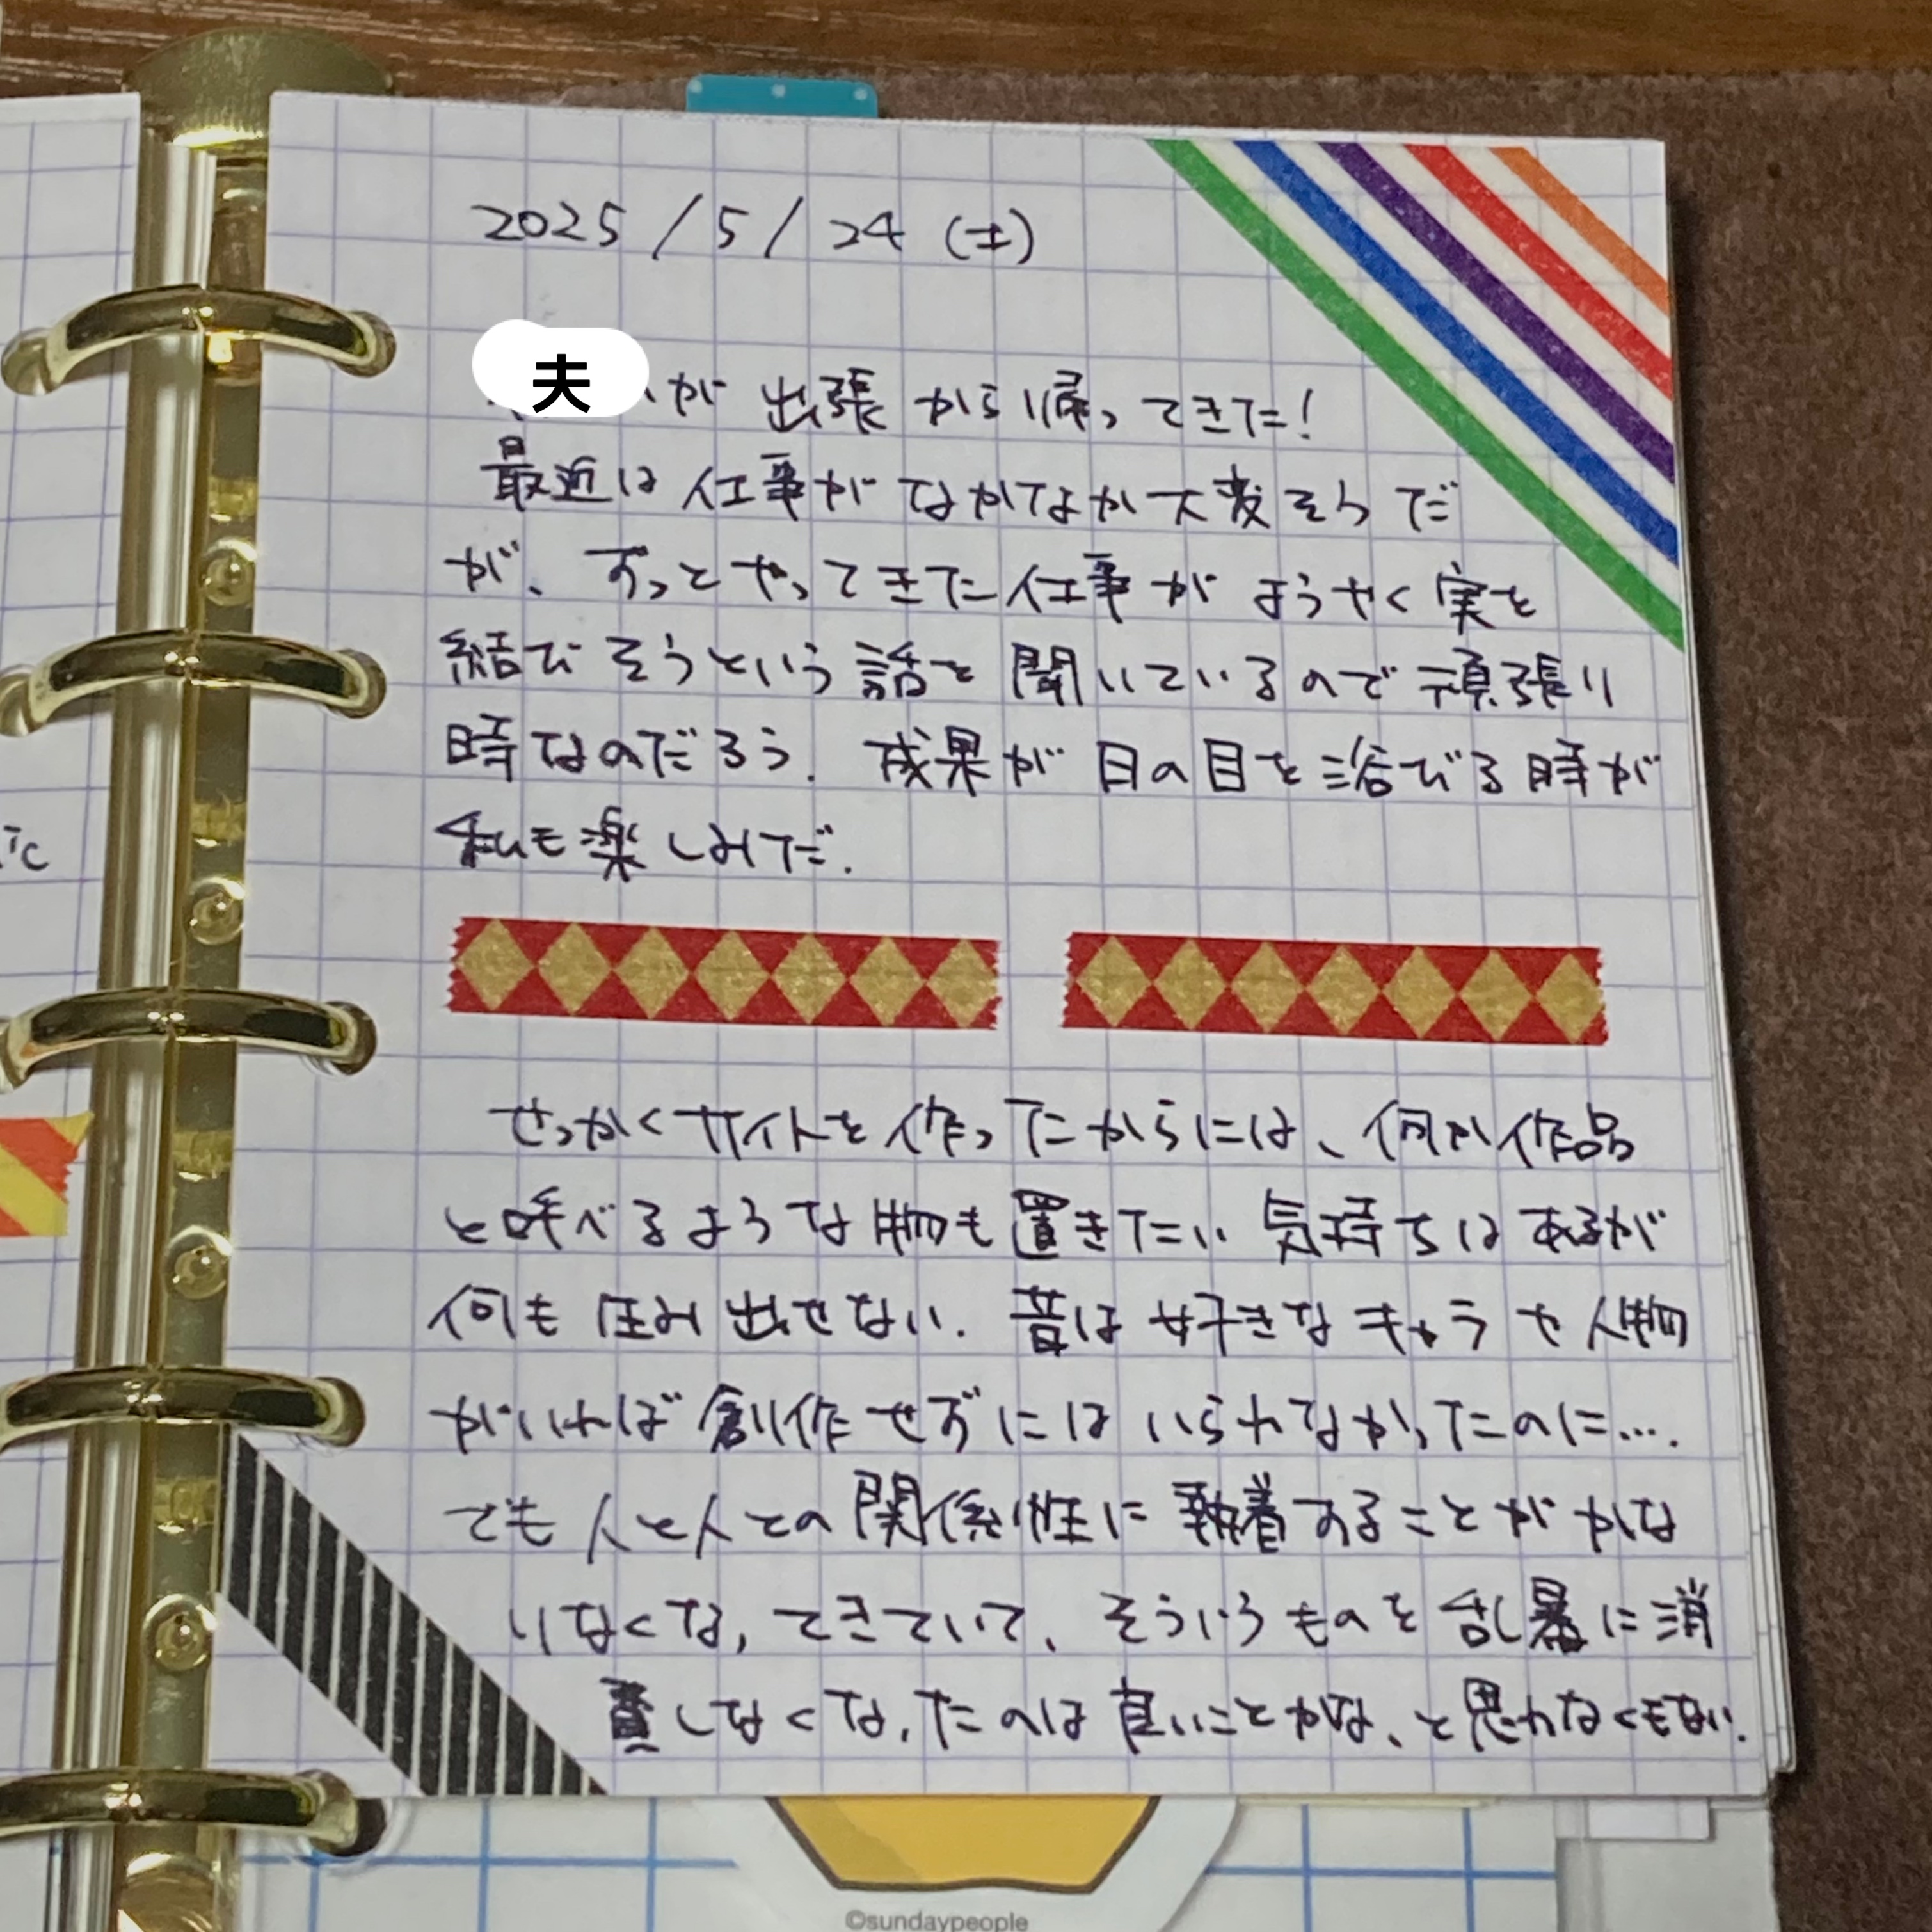 2025/5/24(土)
夫が出張から帰ってきた!
最近は仕事がなかなか大変そうだ
が、ずっとやってきた仕事がようやく実を
結びそうという話を聞いているので頑張り
時なのだろう. 成果が日の目を浴びる時が
私も楽しみだ.
せっかくサイトを作ったからには、何か作品
と呼べるような物も置きたい気持ちはあるが
何も生み出せない. 昔は好きなキャラや人物
がいれば創作せずにはいられなかったのに….
でも人と人との関係性に執着することがかな
りなくなってきていて、そういうものを乱暴に消
費しなくなったのは良いことかな、と思わなくもない.
©sundaypeople